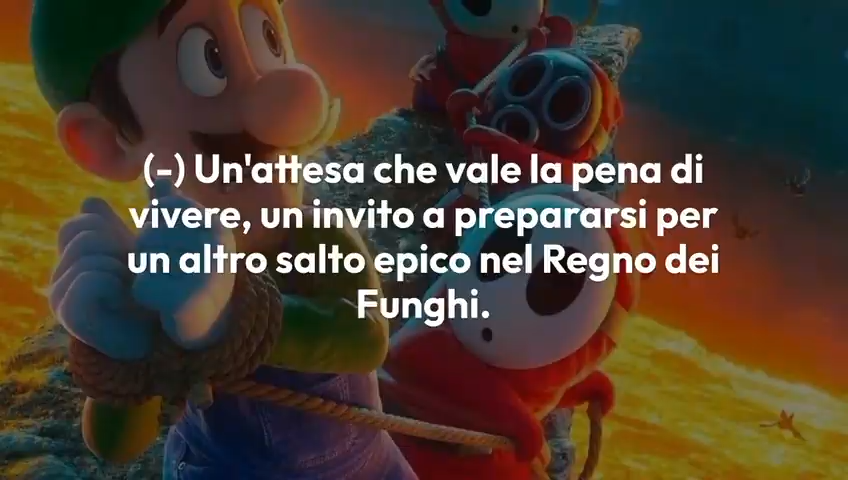 (-) Un'attesa che vale la pena di
vivere, un invito a prepararsi per
un altro salto epico nel Regno dei
Funghi.